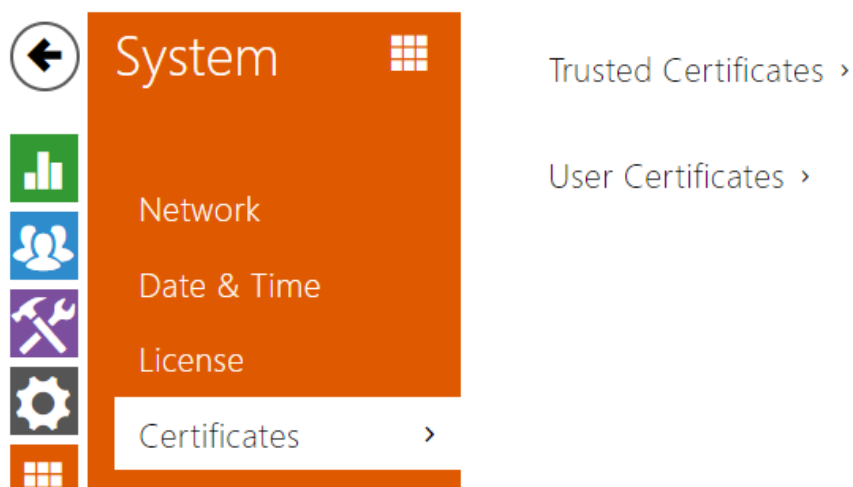 System
Network
Date & Time
License
Certificates
Trusted Certificates
User Certificates